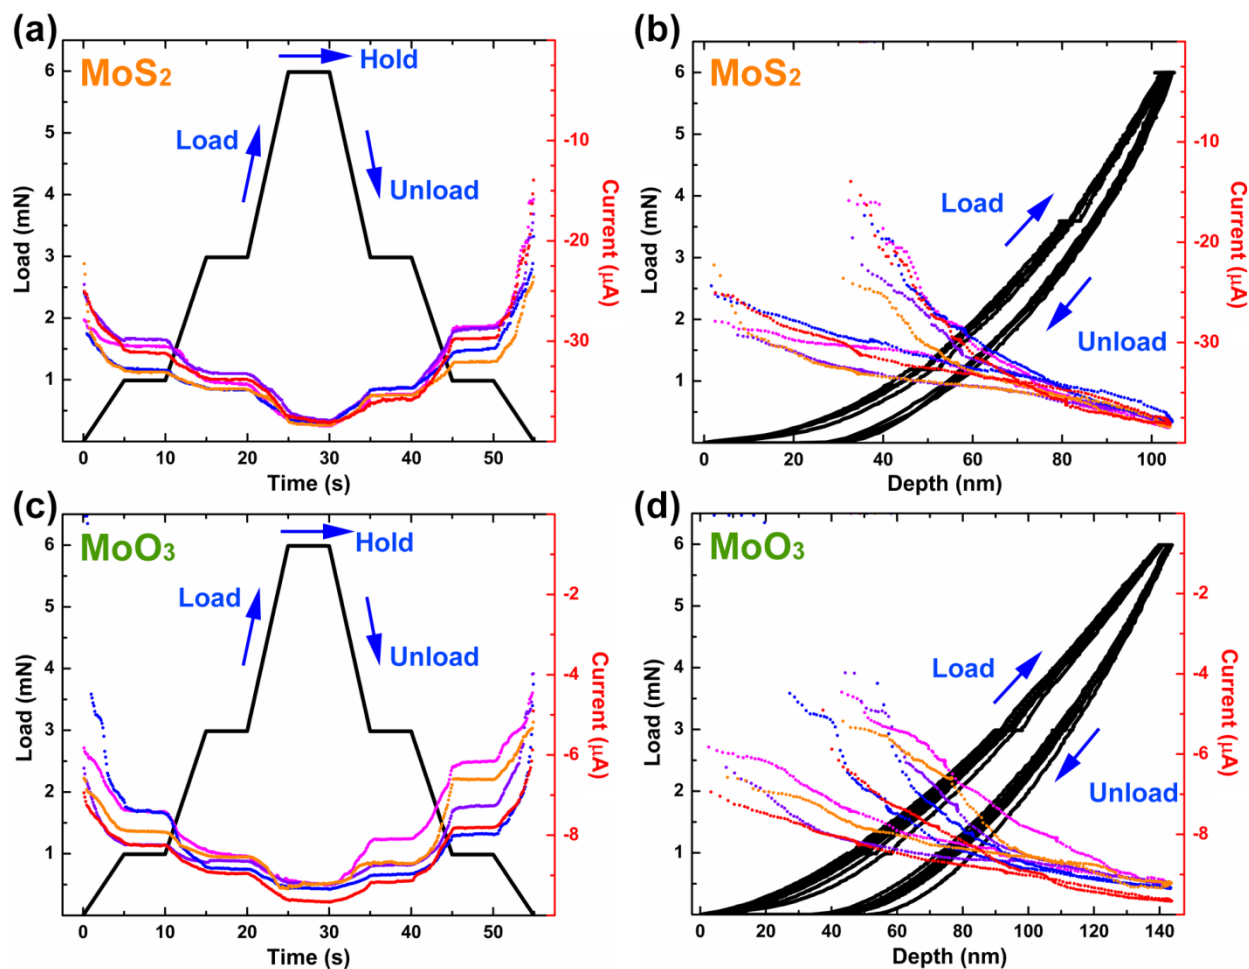 (a)
MoS2
Hold
Load
Unload
Load (mN)
6
5
4
3
2
1
0 10 20 30 40 50
Time (s)
-10
-20
-30
Current (μA)
(b)
MoS2
Load
Unload
Load (mN)
6
5
4
3
2
1
0 20 40 60 80 100
Depth (nm)
-10
-20
-30
Current (μA)
(c)
MoO3
Hold
Load
Unload
Load (mN)
6
5
4
3
2
1
0
0 10 20 30 40 50
Time (s)
-2
-4
-6
-8
Current (μA)
(d)
MoO3
Load
Unload
Load (mN)
6
5
4
3
2
1
0 20 40 60 80 100 120 140
Depth (nm)
-2
-4
-6
-8
Current (μA)